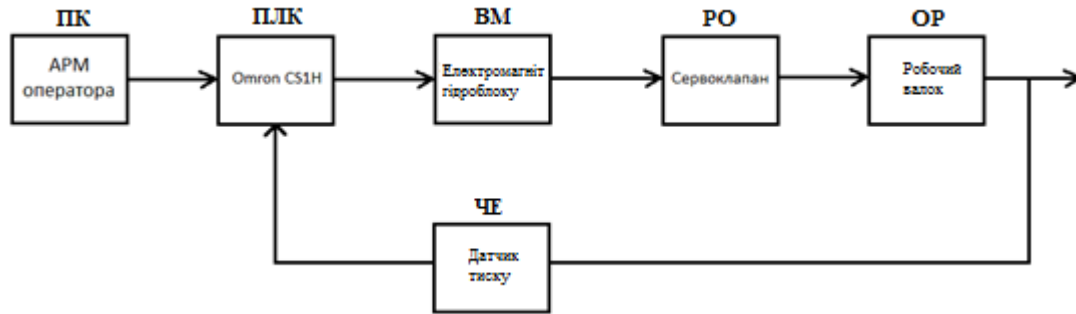 ПК
ПЛК
ВМ
РО
ОР
АРМ
оператора
Omron CS1H
Електромагніт
гідроблоку
Сервоклапан
Робочий
валок
ЧЕ
Датчик
тиску